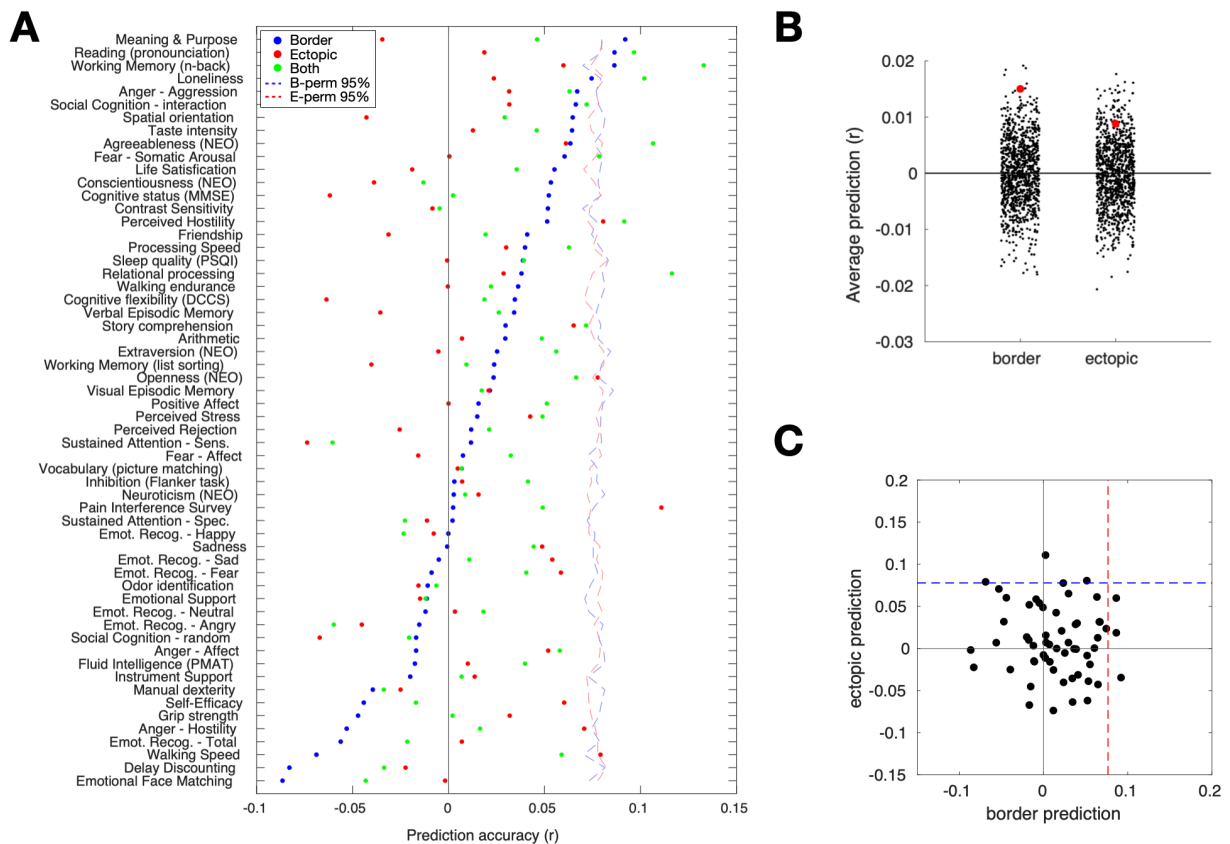 A
Meaning & Purpose
Reading (pronunciation)
Working Memory (n-back)
Loneliness
Anger - Aggression
Social Cognition - interaction
Spatial orientation
Taste intensity
Agreeableness (NEO)
Fear - Somatic Arousal
Life Satisfication
Conscientiousness (NEO)
Cognitive status (MMSE)
Contrast Sensitivity
Perceived Hostility
Friendship
Processing Speed
Sleep quality (PSQI)
Relational processing
Walking endurance
Cognitive flexibility (DCCS)
Verbal Episodic Memory
Story comprehension
Arithmetic
Extraversion (NEO)
Working Memory (list sorting)
Openness (NEO)
Visual Episodic Memory
Positive Affect
Perceived Stress
Perceived Rejection
Sustained Attention - Sens.
Fear - Affect
Vocabulary (picture matching)
Inhibition (Flanker task)
Neuroticism (NEO)
Pain Interference Survey
Sustained Attention - Spec.
Emot. Recog. - Happy
Sadness
Emot. Recog. - Sad
Emot. Recog. - Fear
Odor identification
Emotional Support
Emot. Recog. - Neutral
Emot. Recog. - Angry
Social Cognition - random
Anger - Affect
Fluid Intelligence (PMAT)
Instrument Support
Manual dexterity
Self-Efficacy
Grip strength
Anger - Hostility
Emot. Recog. - Total
Walking Speed
Delay Discounting
Emotional Face Matching
Border
Ectopic
Both
B-perm 95%
E-perm 95%
-0.1 -0.05 0 0.05 0.1 0.15
Prediction accuracy (r)
B
Average prediction (r)
0.02
0.01
0
-0.01
-0.02
-0.03
border ectopic
C
ectopic prediction
0.2
0.15
0.1
0.05
0
-0.05
-0.1
-0.15
-0.1 0 0.1 0.2
border prediction